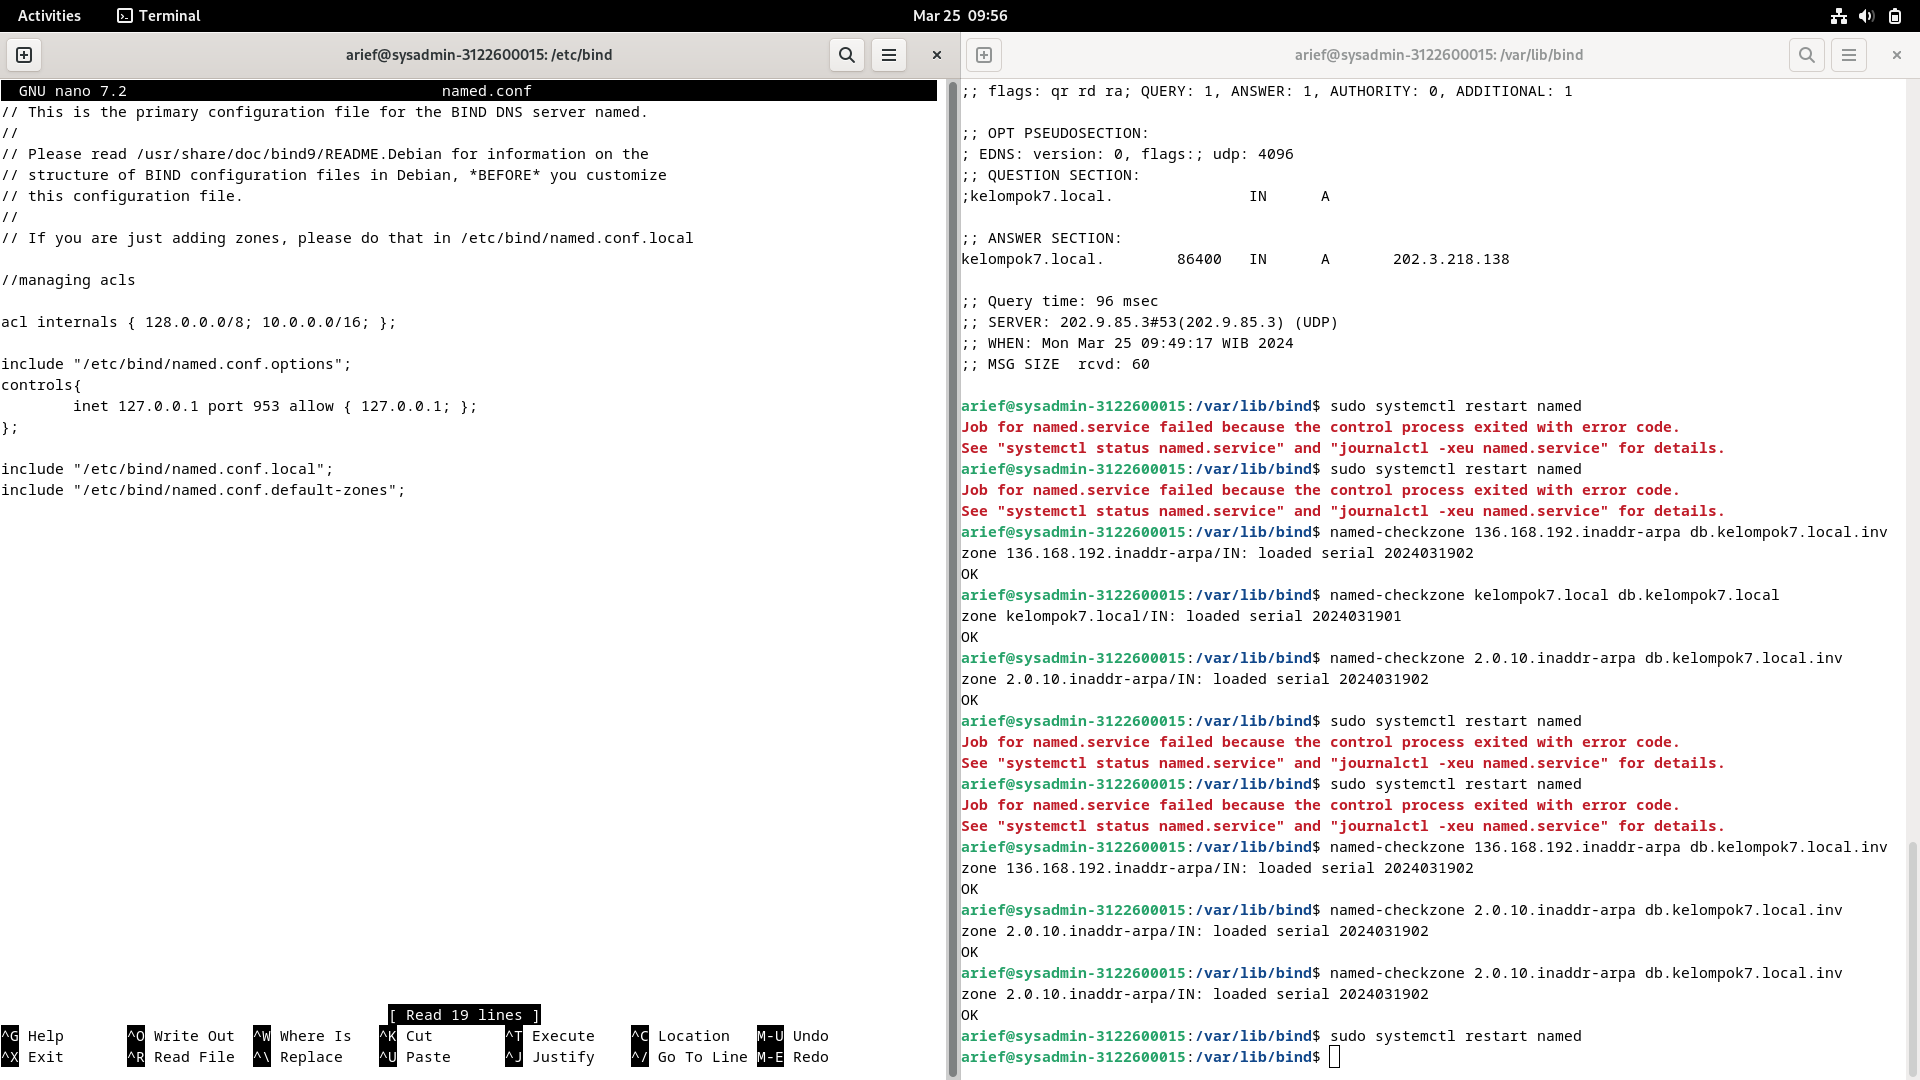 Activities
Terminal
Mar 25 09:56
arief@sysadmin-3122600015: /etc/bind
GNU nano 7.2 named.conf
// This is the primary configuration file for the BIND DNS server named.
//
// Please read /usr/share/doc/bind9/README.Debian for information on the
// structure of BIND configuration files in Debian, *BEFORE* you customize
// this configuration file.
//
// If you are just adding zones, please do that in /etc/bind/named.conf.local
//managing acls
acl internals { 128.0.0.0/8; 10.0.0.0/16; };
include "/etc/bind/named.conf.options";
controls{
        inet 127.0.0.1 port 953 allow { 127.0.0.1; };
};
include "/etc/bind/named.conf.local";
include "/etc/bind/named.conf.default-zones";
[ Read 19 lines ]
^G Help ^O Write Out ^W Where Is ^K Cut ^T Execute ^C Location M-U Undo
^X Exit ^R Read File ^\ Replace ^U Paste ^J Justify ^/ Go To Line M-E Redo
arief@sysadmin-3122600015: /var/lib/bind
;; flags: qr rd ra; QUERY: 1, ANSWER: 1, AUTHORITY: 0, ADDITIONAL: 1
;; OPT PSEUDOSECTION:
; EDNS: version: 0, flags:; udp: 4096
;; QUESTION SECTION:
;kelompok7.local. IN A
;; ANSWER SECTION:
kelompok7.local. 86400 IN A 202.3.218.138
;; Query time: 96 msec
;; SERVER: 202.9.85.3#53(202.9.85.3) (UDP)
;; WHEN: Mon Mar 25 09:49:17 WIB 2024
;; MSG SIZE  rcvd: 60
arief@sysadmin-3122600015:/var/lib/bind$ sudo systemctl restart named
Job for named.service failed because the control process exited with error code.
See "systemctl status named.service" and "journalctl -xeu named.service" for details.
arief@sysadmin-3122600015:/var/lib/bind$ sudo systemctl restart named
Job for named.service failed because the control process exited with error code.
See "systemctl status named.service" and "journalctl -xeu named.service" for details.
arief@sysadmin-3122600015:/var/lib/bind$ named-checkzone 136.168.192.inaddr-arpa db.kelompok7.local.inv
zone 136.168.192.inaddr-arpa/IN: loaded serial 2024031902
OK
arief@sysadmin-3122600015:/var/lib/bind$ named-checkzone kelompok7.local db.kelompok7.local
zone kelompok7.local/IN: loaded serial 2024031901
OK
arief@sysadmin-3122600015:/var/lib/bind$ named-checkzone 2.0.10.inaddr-arpa db.kelompok7.local.inv
zone 2.0.10.inaddr-arpa/IN: loaded serial 2024031902
OK
arief@sysadmin-3122600015:/var/lib/bind$ sudo systemctl restart named
Job for named.service failed because the control process exited with error code.
See "systemctl status named.service" and "journalctl -xeu named.service" for details.
arief@sysadmin-3122600015:/var/lib/bind$ sudo systemctl restart named
Job for named.service failed because the control process exited with error code.
See "systemctl status named.service" and "journalctl -xeu named.service" for details.
arief@sysadmin-3122600015:/var/lib/bind$ named-checkzone 136.168.192.inaddr-arpa db.kelompok7.local.inv
zone 136.168.192.inaddr-arpa/IN: loaded serial 2024031902
OK
arief@sysadmin-3122600015:/var/lib/bind$ named-checkzone 2.0.10.inaddr-arpa db.kelompok7.local.inv
zone 2.0.10.inaddr-arpa/IN: loaded serial 2024031902
OK
arief@sysadmin-3122600015:/var/lib/bind$ named-checkzone 2.0.10.inaddr-arpa db.kelompok7.local.inv
zone 2.0.10.inaddr-arpa/IN: loaded serial 2024031902
OK
arief@sysadmin-3122600015:/var/lib/bind$ sudo systemctl restart named
arief@sysadmin-3122600015:/var/lib/bind$